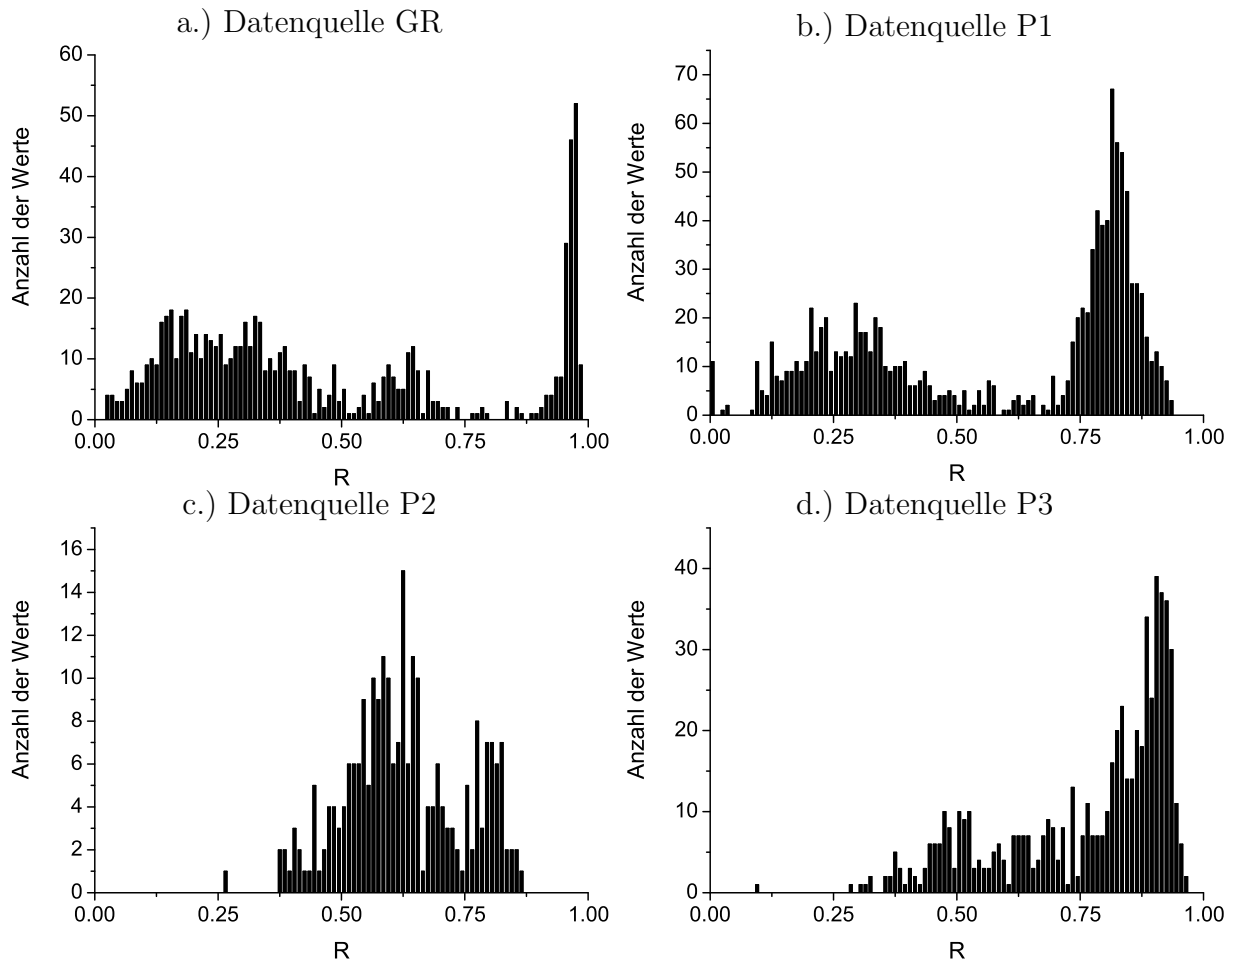 a.) Datenquelle GR
60
50
40
30
20
10
0
Anzahl der Werte
0.00 0.25 0.50 0.75 1.00
R
b.) Datenquelle P1
70
60
50
40
30
20
10
0
Anzahl der Werte
0.00 0.25 0.50 0.75 1.00
R
c.) Datenquelle P2
16
14
12
10
8
6
4
2
0
Anzahl der Werte
0.00 0.25 0.50 0.75 1.00
R
d.) Datenquelle P3
40
30
20
10
0
Anzahl der Werte
0.00 0.25 0.50 0.75 1.00
R